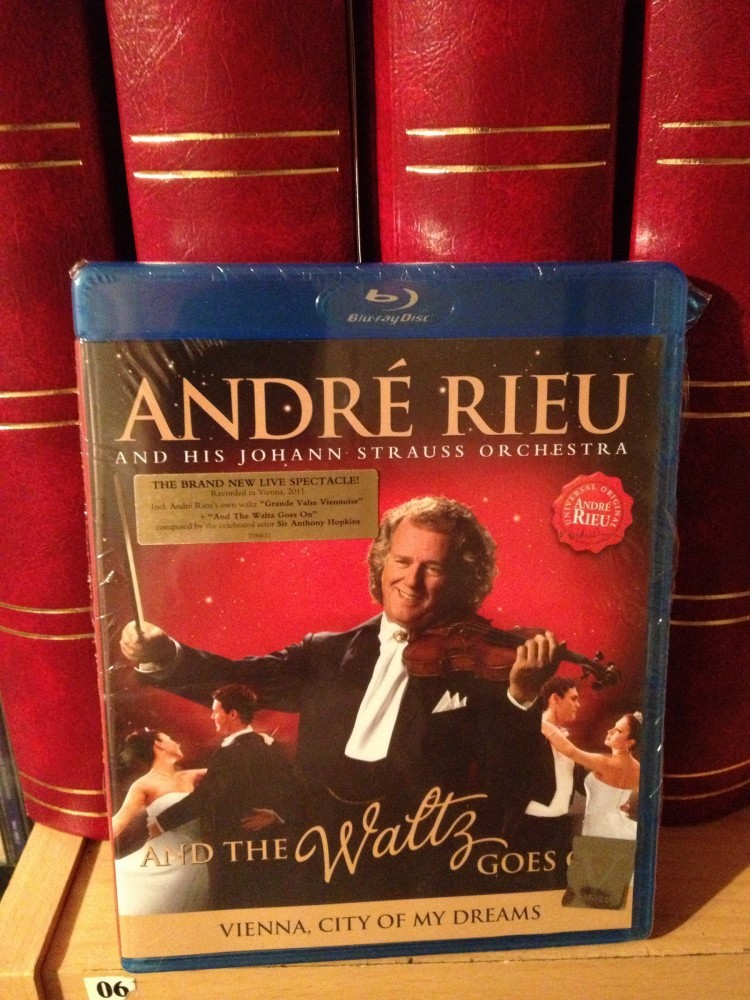 Blu-ray Disc
ANDRÉ RIEU
AND HIS JOHANN STRAUSS ORCHESTRA
THE BRAND NEW LIVE SPECTACLE!
Recorded in Vienna, 2011
Incl. André Rieu's own waltz "Grande Valse Viennoise"
+ "And The Waltz Goes On"
composed by the celebrated actor Sir Anthony Hopkins
UNIVERSAL ORIGINAL
ANDRÉ
RIEU
AND THE Waltz GOES
VIENNA, CITY OF MY DREAMS
06